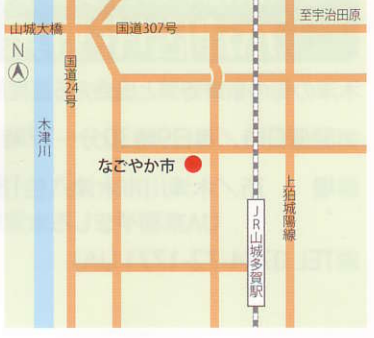 至宇治田原
山城大橋
国道307号
N
国道24号
木津川
なごやか市
上狛城陽線
JR山城多賀駅